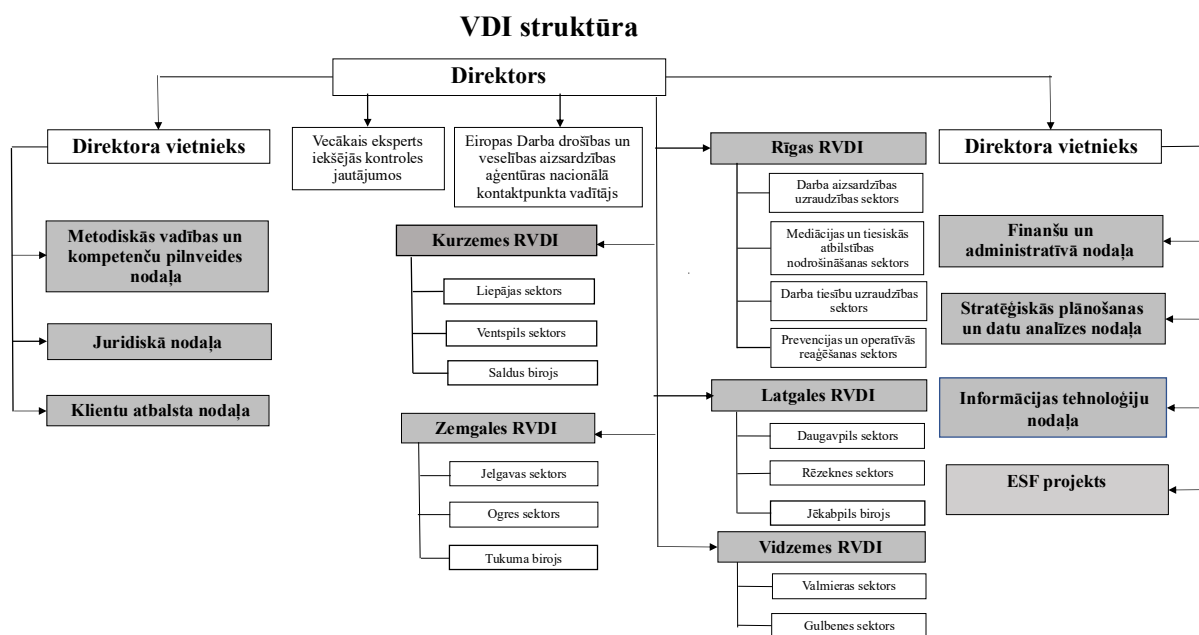 VDI struktūra
Direktors
Direktora vietnieks
Metodiskās vadības un
kompetenču pilnveides
nodaļa
Juridiskā nodaļa
Klientu atbalsta nodaļa
Vecākais eksperts
iekšējās kontroles
jautājumos
Eiropas Darba drošības un
veselības aizsardzības
aģentūras nacionālā
kontaktpunkta vadītājs
Kurzemes RVDI
Liepājas sektors
Ventspils sektors
Saldus birojs
Zemgales RVDI
Jelgavas sektors
Ogres sektors
Tukuma birojs
Rīgas RVDI
Darba aizsardzības
uzraudzības sektors
Mediācijas un tiesiskās
atbilstības
nodrošināšanas sektors
Darba tiesību uzraudzības
sektors
Prevencijas un operatīvās
reaģēšanas sektors
Latgales RVDI
Daugavpils sektors
Rēzeknes sektors
Jēkabpils birojs
Vidzemes RVDI
Valmieras sektors
Gulbenes sektors
Direktora vietnieks
Finanšu un
administratīvā nodaļa
Stratēģiskās plānošanas
un datu analīzes nodaļa
Informācijas tehnoloģiju
nodaļa
ESF projekts